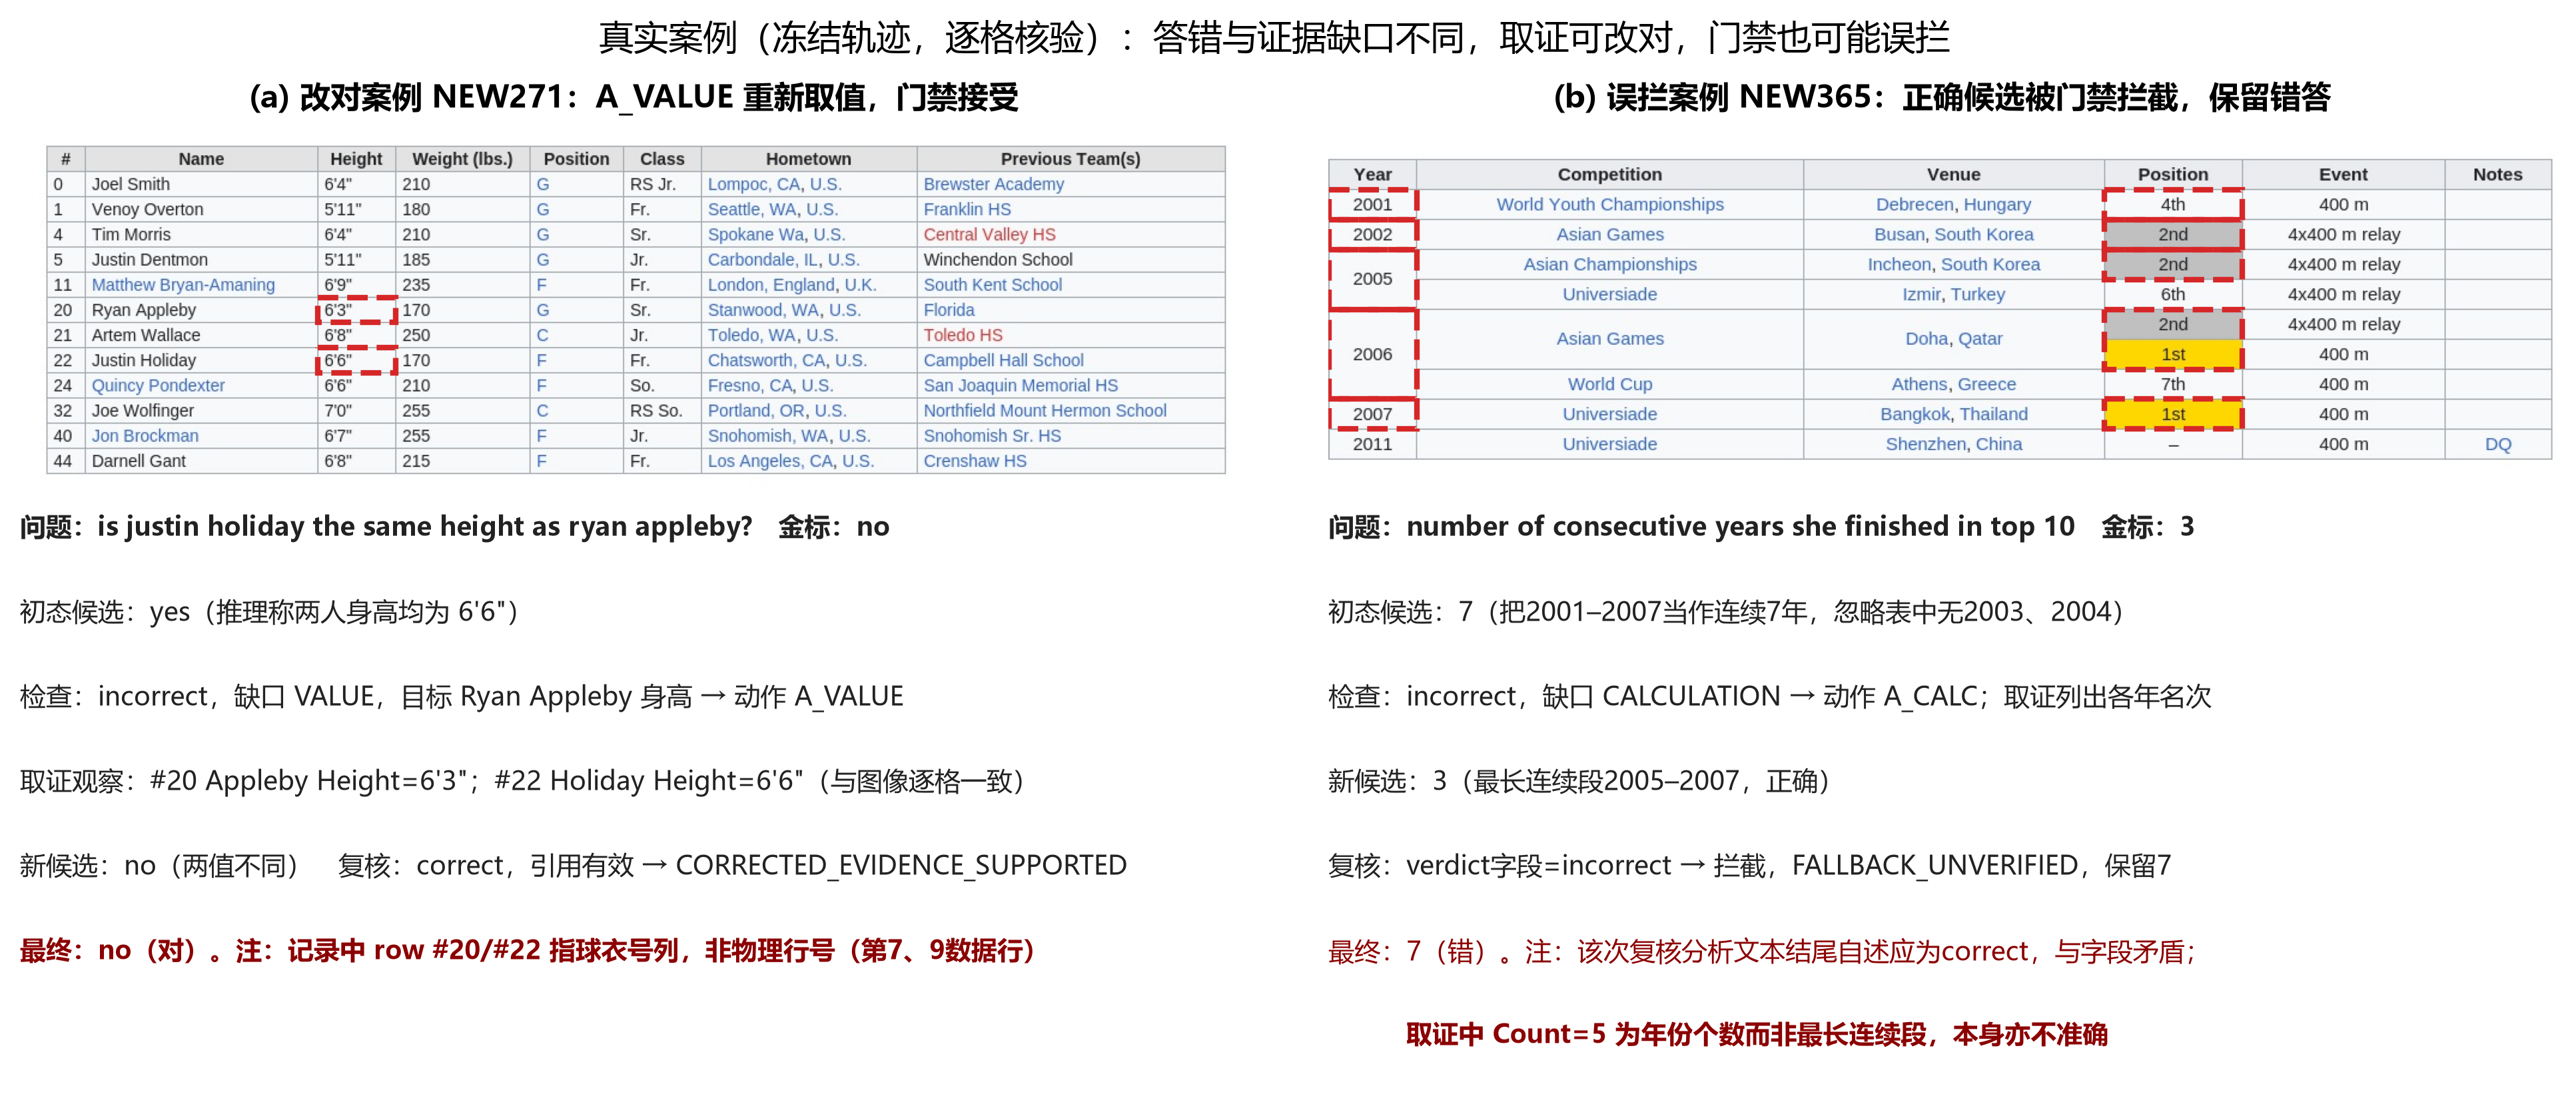 真实案例（冻结轨迹，逐格核验）：答错与证据缺口不同，取证可改对，门禁也可能误拦
(a) 改对案例 NEW271：A_VALUE 重新取值，门禁接受
# Name Height Weight (lbs.) Position Class Hometown Previous Team(s)
0 Joel Smith 6'4" 210 G RS Jr. Lompoc, CA, U.S. Brewster Academy
1 Venoy Overton 5'11" 180 G Fr. Seattle, WA, U.S. Franklin HS
4 Tim Morris 6'4" 210 G Sr. Spokane Wa, U.S. Central Valley HS
5 Justin Dentmon 5'11" 185 G Jr. Carbondale, IL, U.S. Winchendon School
11 Matthew Bryan-Amaning 6'9" 235 F Fr. London, England, U.K. South Kent School
20 Ryan Appleby 6'3" 170 G Sr. Stanwood, WA, U.S. Florida
21 Artem Wallace 6'8" 250 C Jr. Toledo, WA, U.S. Toledo HS
22 Justin Holiday 6'6" 170 F Fr. Chatsworth, CA, U.S. Campbell Hall School
24 Quincy Pondexter 6'6" 210 F So. Fresno, CA, U.S. San Joaquin Memorial HS
32 Joe Wolfinger 7'0" 255 C RS So. Portland, OR, U.S. Northfield Mount Hermon School
40 Jon Brockman 6'7" 255 F Jr. Snohomish, WA, U.S. Snohomish Sr. HS
44 Darnell Gant 6'8" 215 F Fr. Los Angeles, CA, U.S. Crenshaw HS
问题：is justin holiday the same height as ryan appleby? 金标：no
初态候选：yes（推理称两人身高均为 6'6"）
检查：incorrect，缺口 VALUE，目标 Ryan Appleby 身高 → 动作 A_VALUE
取证观察：#20 Appleby Height=6'3"；#22 Holiday Height=6'6"（与图像逐格一致）
新候选：no（两值不同） 复核：correct，引用有效 → CORRECTED_EVIDENCE_SUPPORTED
最终：no（对）。注：记录中 row #20/#22 指球衣号列，非物理行号（第7、9数据行）
(b) 误拦案例 NEW365：正确候选被门禁拦截，保留错答
Year Competition Venue Position Event Notes
2001 World Youth Championships Debrecen, Hungary 4th 400 m
2002 Asian Games Busan, South Korea 2nd 4x400 m relay
2005 Asian Championships Incheon, South Korea 2nd 4x400 m relay
Universiade Izmir, Turkey 6th 4x400 m relay
2006 Asian Games Doha, Qatar 2nd 4x400 m relay
1st 400 m
World Cup Athens, Greece 7th 400 m
2007 Universiade Bangkok, Thailand 1st 400 m
2011 Universiade Shenzhen, China – 400 m DQ
问题：number of consecutive years she finished in top 10 金标：3
初态候选：7（把2001–2007当作连续7年，忽略表中无2003、2004）
检查：incorrect，缺口 CALCULATION → 动作 A_CALC；取证列出各年名次
新候选：3（最长连续段2005–2007，正确）
复核：verdict字段=incorrect → 拦截，FALLBACK_UNVERIFIED，保留7
最终：7（错）。注：该次复核分析文本结尾自述应为correct，与字段矛盾；
取证中 Count=5 为年份个数而非最长连续段，本身亦不准确